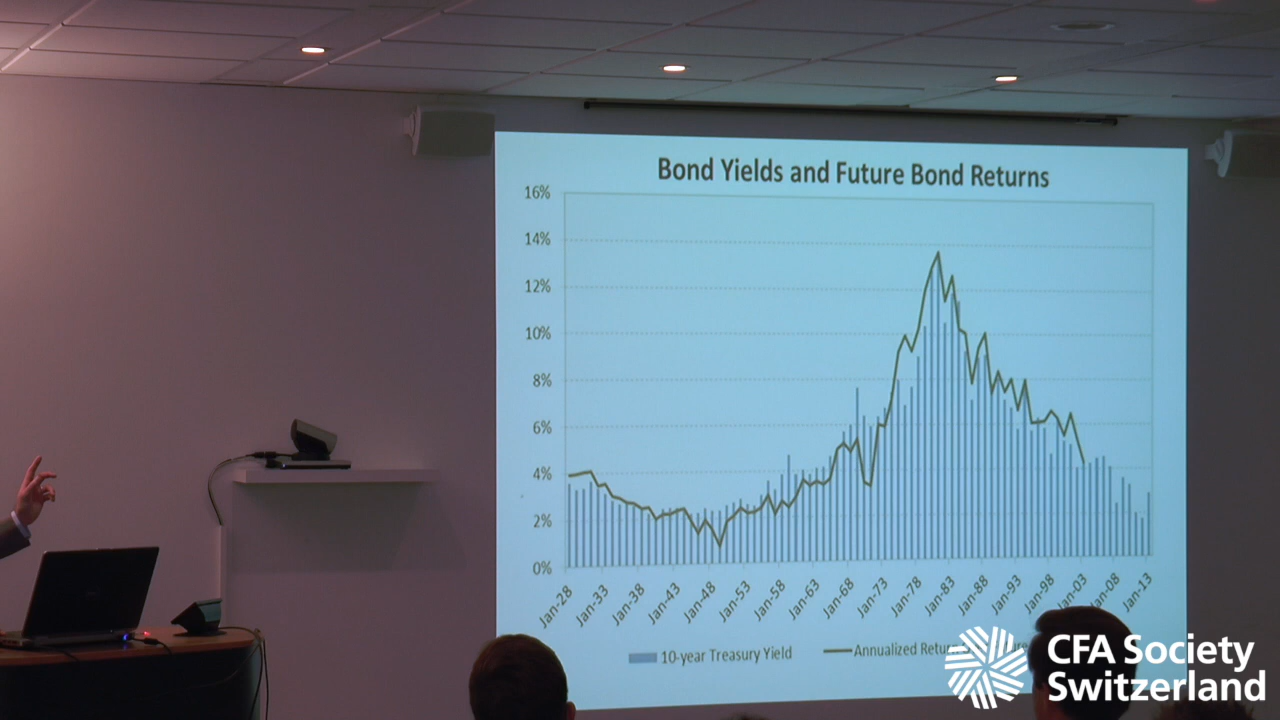 Bond Yields and Future Bond Returns
16%
14%
12%
10%
8%
6%
4%
2%
0%
Jan-28 Jan-33 Jan-38 Jan-43 Jan-48 Jan-53 Jan-58 Jan-63 Jan-68 Jan-73 Jan-78 Jan-83 Jan-88 Jan-93 Jan-98 Jan-03 Jan-08 Jan-13
10-year Treasury Yield Annualized
CFA Society
Switzerland